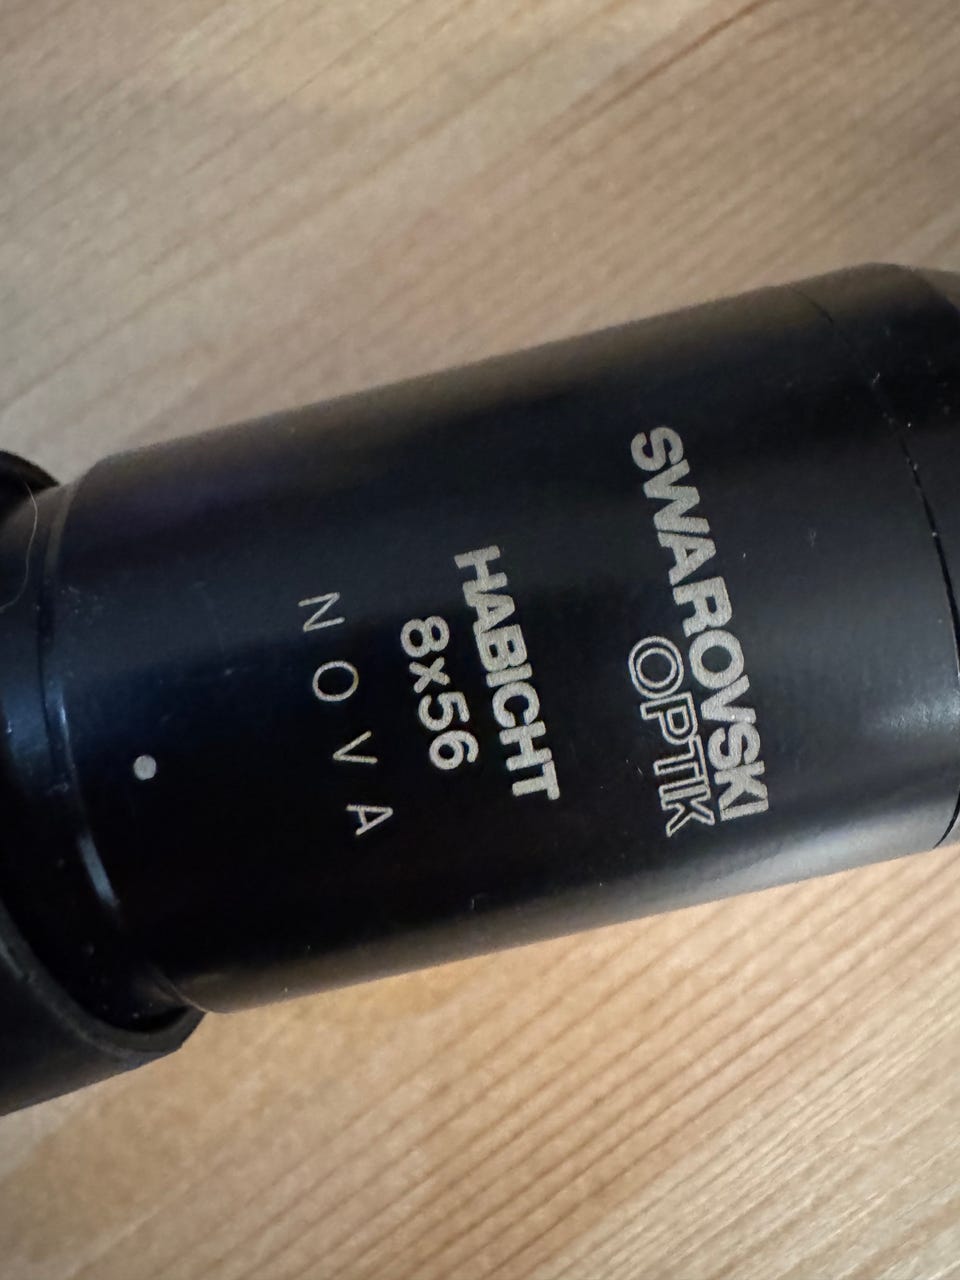 SWAROVSKI
OPTIK
HABICHT
8x56
NOVA